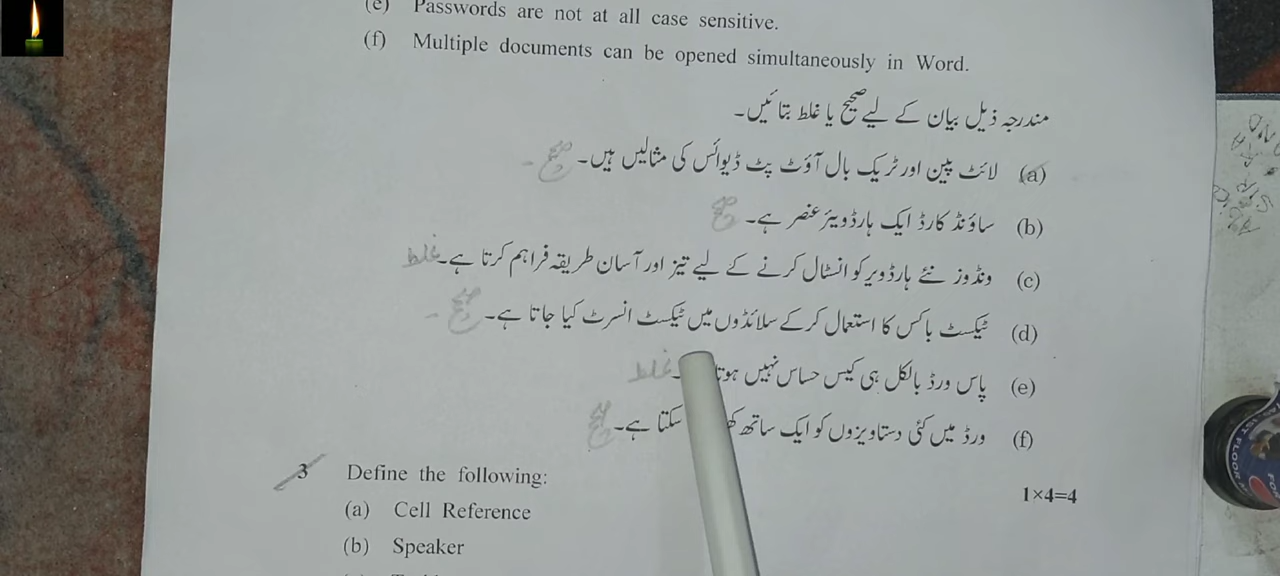 (e) Passwords are not at all case sensitive.
(f) Multiple documents can be opened simultaneously in Word.
مندرجہ ذیل بیان کے لیے صحیح یا غلط بتائیں۔
(a) لائٹ پین اور ٹریک بال آؤٹ پٹ ڈیوائس کی مثالیں ہیں۔ صحیح
(b) ساؤنڈ کارڈ ایک ہارڈویئر عنصر ہے۔ صحیح
(c) ونڈوز نئے ہارڈویر کو انسٹال کرنے کے لیے تیز اور آسان طریقہ فراہم کرتا ہے۔ غلط
(d) ٹیکسٹ باکس کا استعمال کرکے سلائڈوں میں ٹیکسٹ انسرٹ کیا جاتا ہے۔ صحیح
(e) پاس ورڈ بالکل ہی کیس حساس نہیں غلط
(f) ورڈ میں کئی دستاویزوں کو ایک ساتھ سکتا ہے۔ صحیح
3 Define the following: 1×4=4
(a) Cell Reference
(b) Speaker